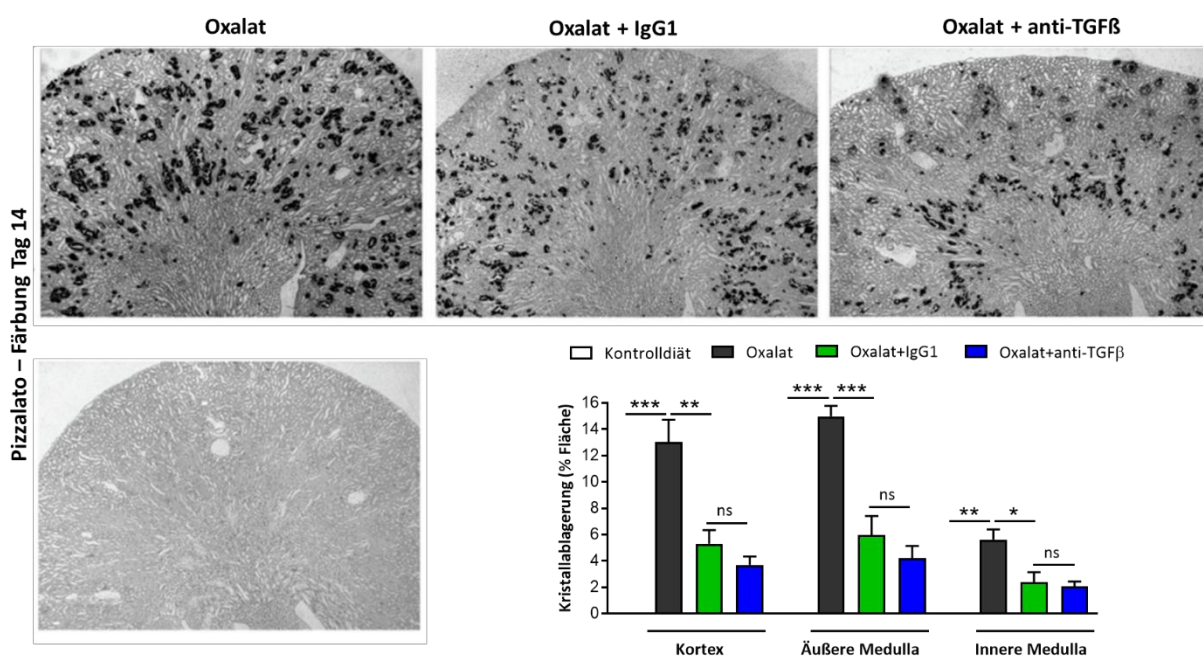 Oxalat
Oxalat + IgG1
Oxalat + anti-TGFß
Pizzalato – Färbung Tag 14
Kontrolldiät
Oxalat
Oxalat+IgG1
Oxalat+anti-TGFβ
Kristallablagerung (% Fläche)
16
14
12
10
8
6
4
2
0
*** **
ns
*** ***
ns
** *
ns
Kortex
Äußere Medulla
Innere Medulla